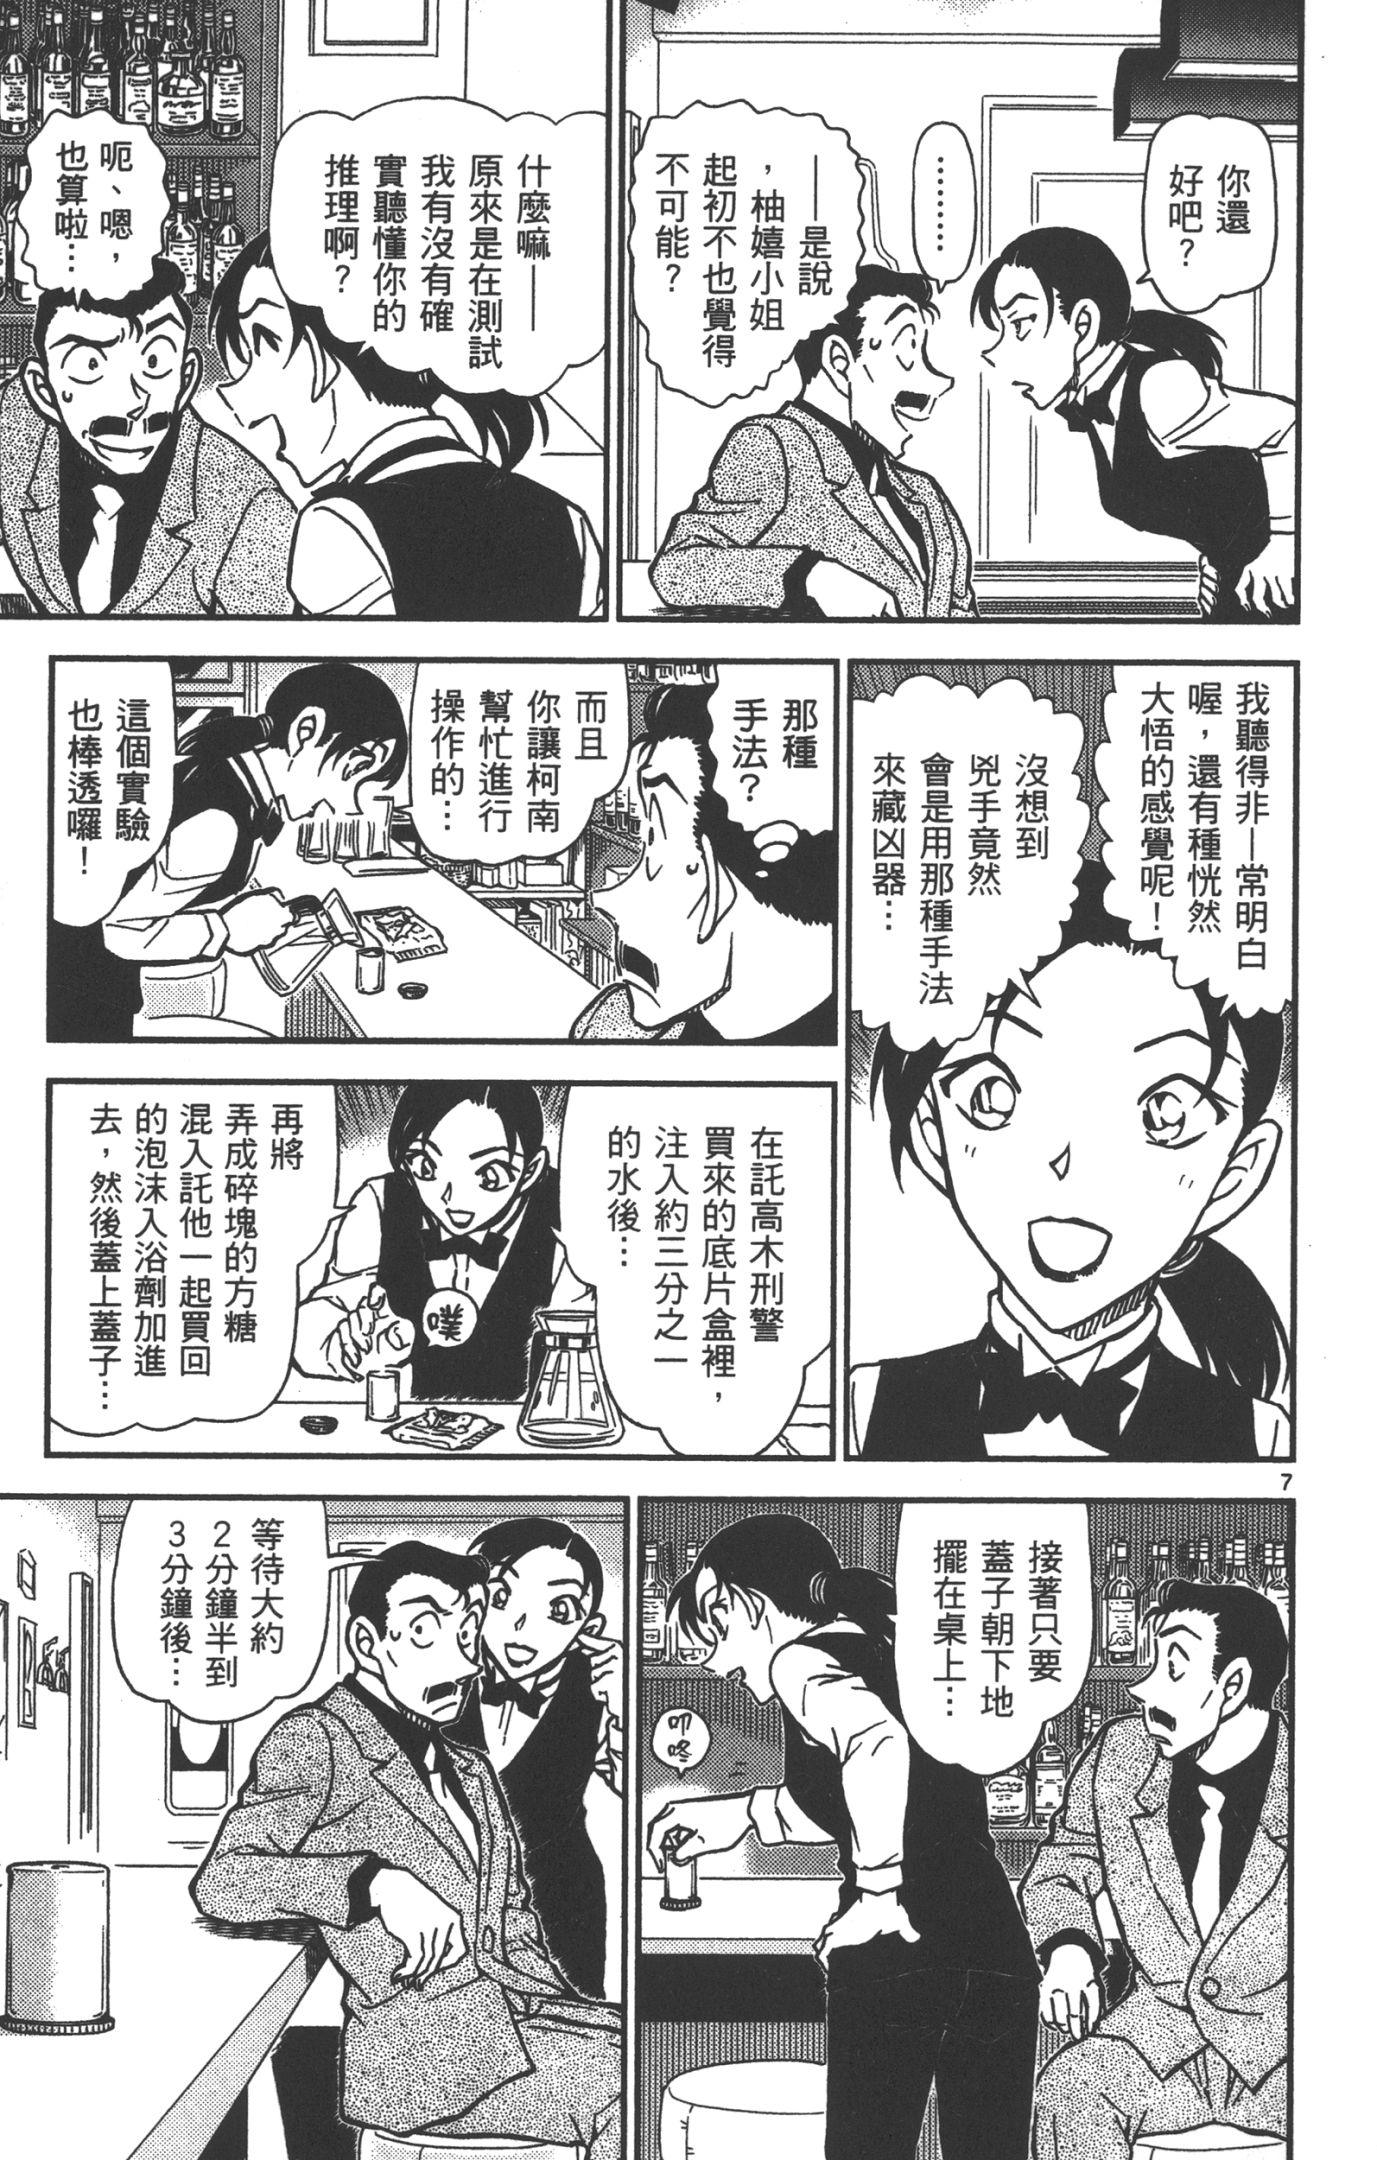 你還
好吧？
………
——是說
，柚嬉小姐
起初不也覺得
不可能？
什麼嘛——
原來是在測試
我有沒有確
實聽懂你的
推理啊？
呃、嗯，
也算啦…
我聽得非—常明白
喔，還有種恍然
大悟的感覺呢！
沒想到
兇手竟然
會是用那種手法
來藏凶器…
那種
手法？
而且
你讓柯南
幫忙進行
操作的…
這個實驗
也棒透囉！
在託高木刑警
買來的底片盒裡，
注入約三分之一
的水後…
噗
再將
弄成碎塊的方糖
混入託他一起買回
的泡沫入浴劑加進
去，然後蓋上蓋子…
7
接著只要
蓋子朝下地
擺在桌上…
叩
咚
等待大約
2分鐘半到
3分鐘後…